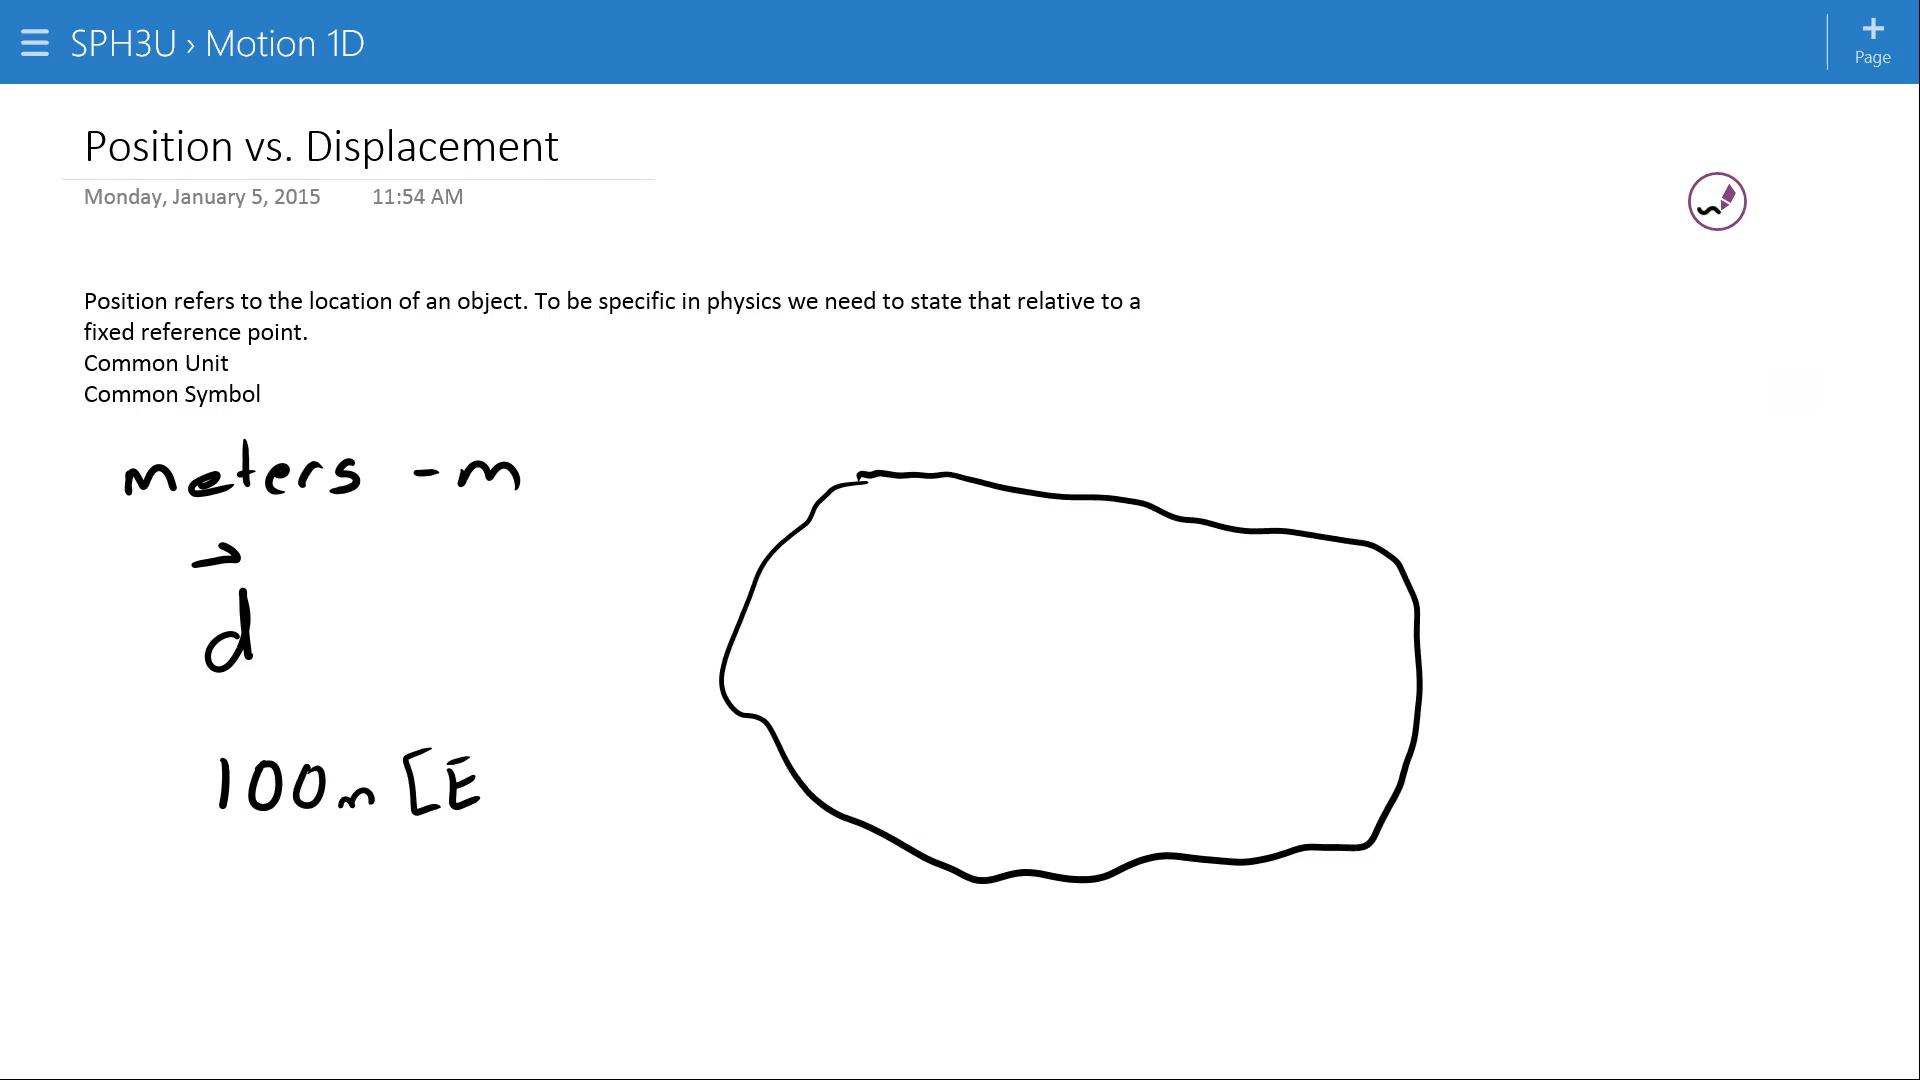 SPH3U › Motion 1D
Page
Position vs. Displacement
Monday, January 5, 2015 11:54 AM
Position refers to the location of an object. To be specific in physics we need to state that relative to a
fixed reference point.
Common Unit
Common Symbol
meters - m
→
d
100m [E